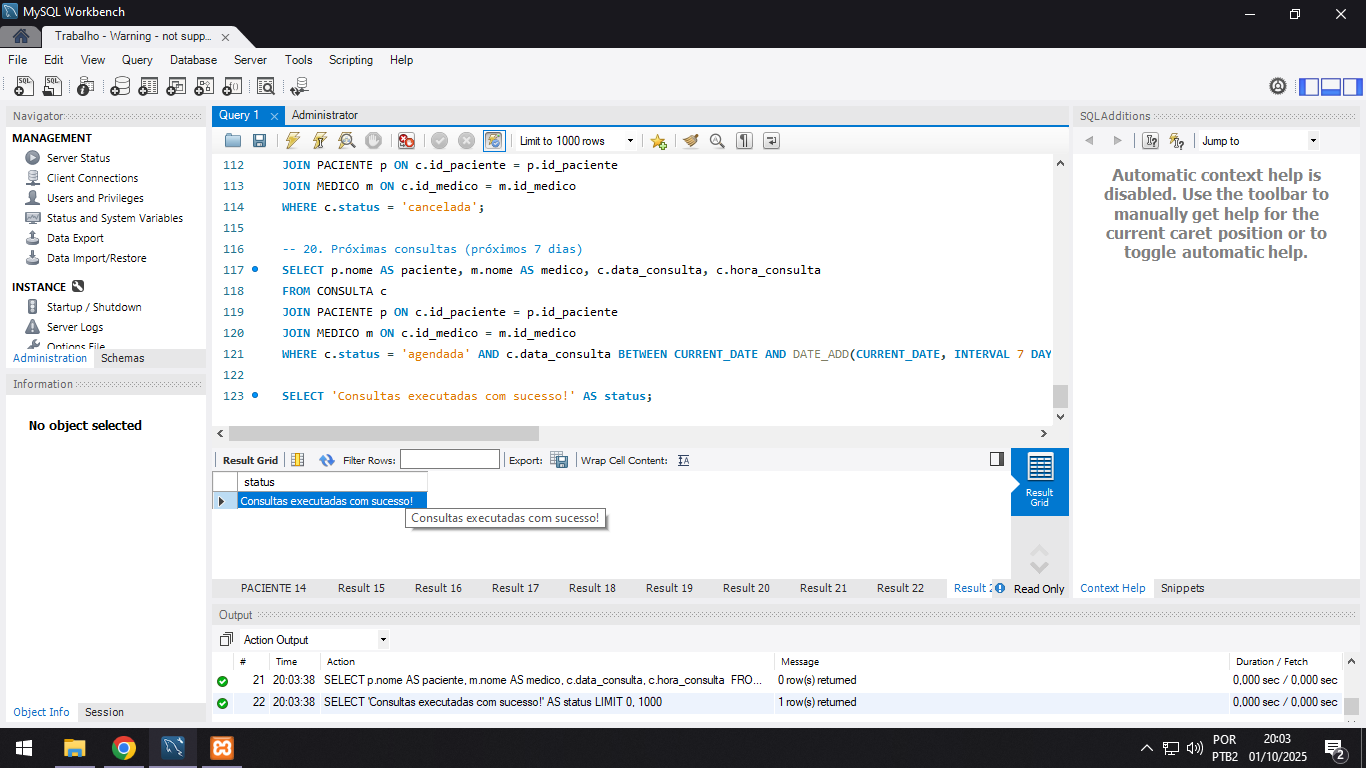 MySQL Workbench
Trabalho - Warning - not supp...
File Edit View Query Database Server Tools Scripting Help
Navigator
MANAGEMENT
Server Status
Client Connections
Users and Privileges
Status and System Variables
Data Export
Data Import/Restore
INSTANCE
Startup / Shutdown
Server Logs
Options File
Administration Schemas
Information
No object selected
Object Info Session
Query 1 Administrator
Limit to 1000 rows
112 JOIN PACIENTE p ON c.id_paciente = p.id_paciente
113 JOIN MEDICO m ON c.id_medico = m.id_medico
114 WHERE c.status = 'cancelada';
115
116 -- 20. Próximas consultas (próximos 7 dias)
117 SELECT p.nome AS paciente, m.nome AS medico, c.data_consulta, c.hora_consulta
118 FROM CONSULTA c
119 JOIN PACIENTE p ON c.id_paciente = p.id_paciente
120 JOIN MEDICO m ON c.id_medico = m.id_medico
121 WHERE c.status = 'agendada' AND c.data_consulta BETWEEN CURRENT_DATE AND DATE_ADD(CURRENT_DATE, INTERVAL 7 DAY
122
123 SELECT 'Consultas executadas com sucesso!' AS status;
Result Grid Filter Rows: Export: Wrap Cell Content:
status
Consultas executadas com sucesso!
Consultas executadas com sucesso!
Result Grid
PACIENTE 14 Result 15 Result 16 Result 17 Result 18 Result 19 Result 20 Result 21 Result 22 Result Read Only
SQLAdditions
Jump to
Automatic context help is
disabled. Use the toolbar to
manually get help for the
current caret position or to
toggle automatic help.
Context Help Snippets
Output
Action Output
# Time Action Message Duration / Fetch
21 20:03:38 SELECT p.nome AS paciente, m.nome AS medico, c.data_consulta, c.hora_consulta FRO... 0 row(s) returned 0,000 sec / 0,000 sec
22 20:03:38 SELECT 'Consultas executadas com sucesso!' AS status LIMIT 0, 1000 1 row(s) returned 0,000 sec / 0,000 sec
POR
PTB2
20:03
01/10/2025
2